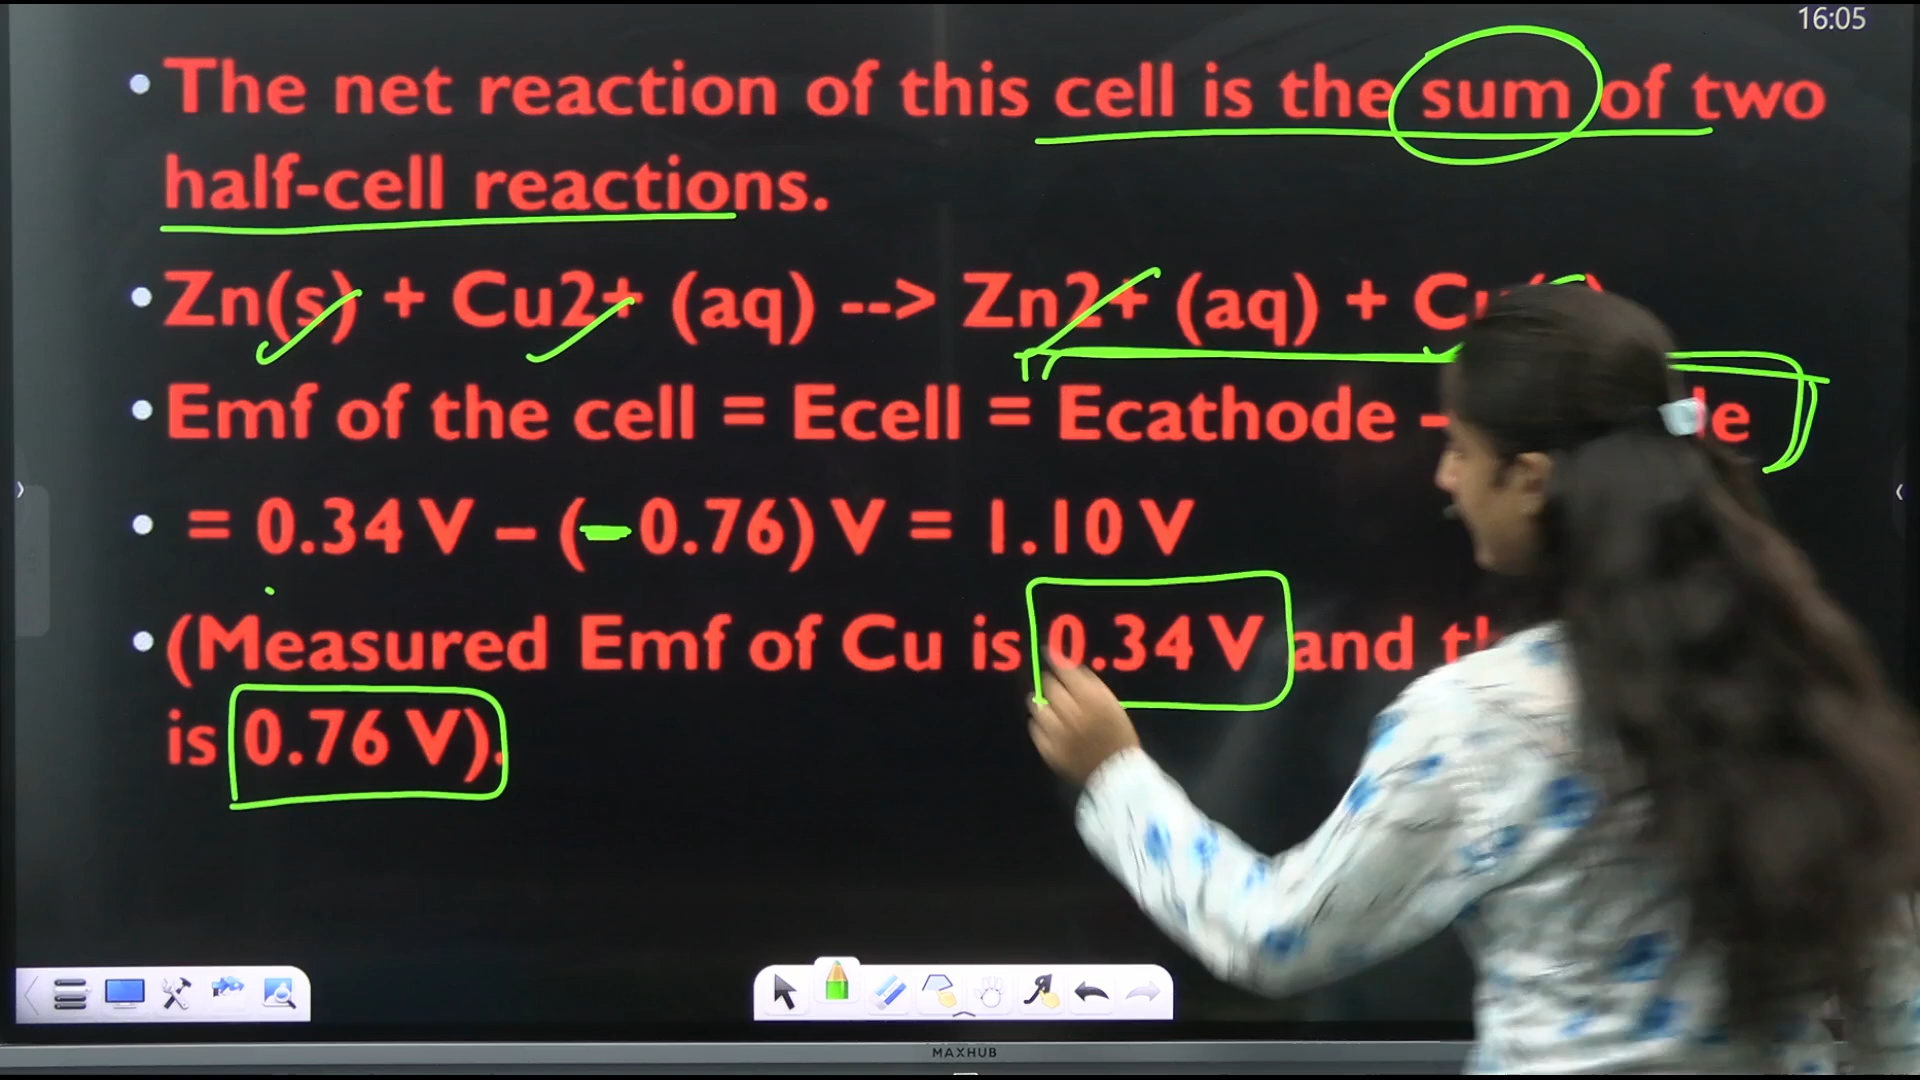 16:05
• The net reaction of this cell is the sum of two
half-cell reactions.
• Zn(s) + Cu2+ (aq) --> Zn2+ (aq) +
• Emf of the cell = Ecell = Ecathode –
• = 0.34 V – (-0.76) V = 1.10 V
• (Measured Emf of Cu is 0.34 V and
is 0.76 V).
MAXHUB